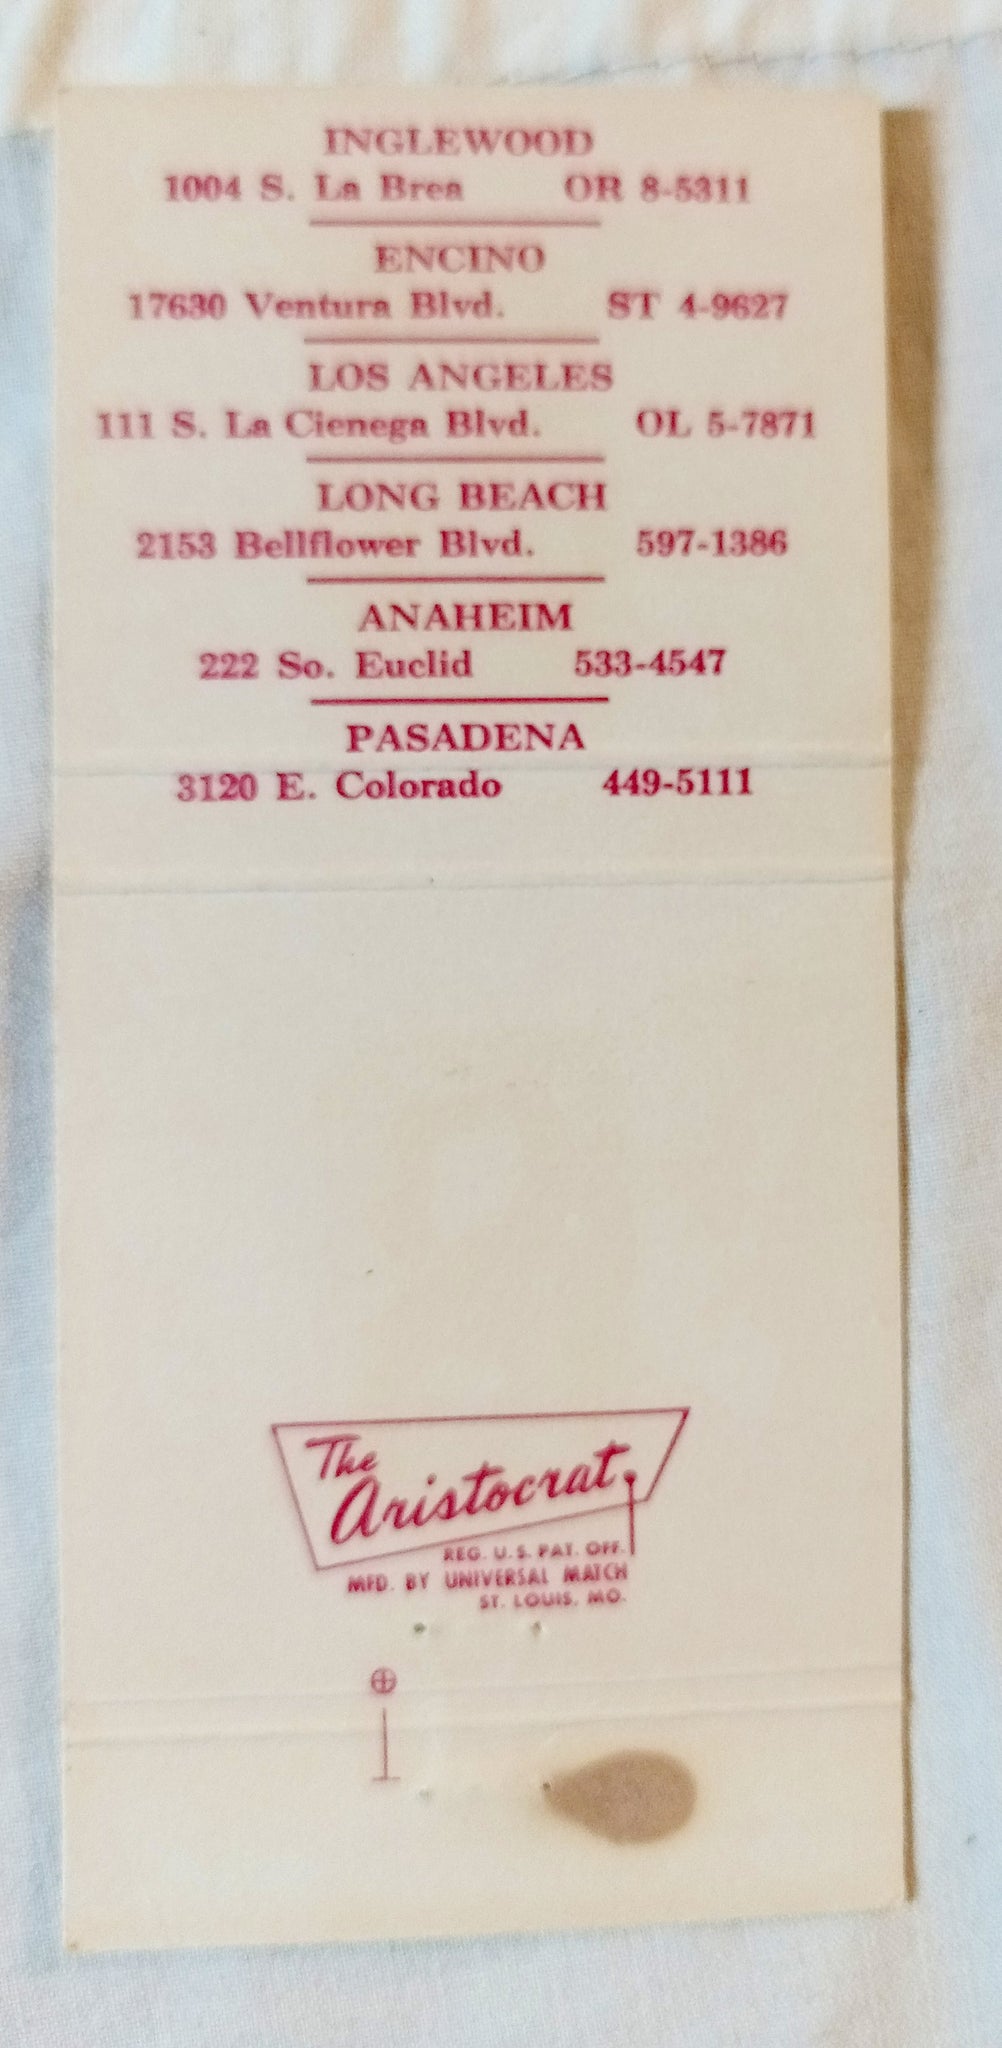 INGLEWOOD
1004 S. La Brea OR 8-5311
ENCINO
17630 Ventura Blvd. ST 4-9627
LOS ANGELES
111 S. La Cienega Blvd. OL 5-7871
LONG BEACH
2153 Bellflower Blvd. 597-1386
ANAHEIM
222 So. Euclid 533-4547
PASADENA
3120 E. Colorado 449-5111
The
Aristocrat
REG. U.S. PAT. OFF.
MFD. BY UNIVERSAL MATCH
ST. LOUIS, MO.